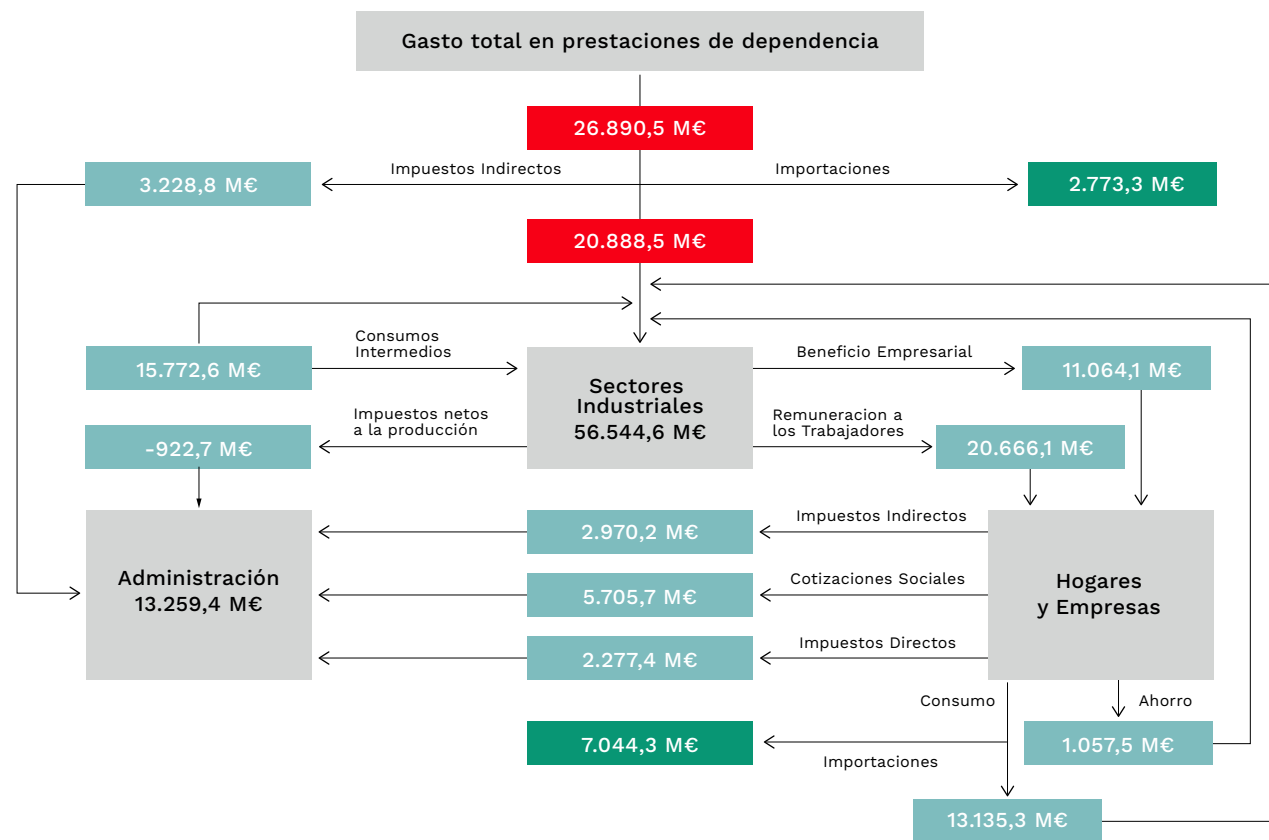 Gasto total en prestaciones de dependencia
26.890,5 M€
Impuestos Indirectos
Importaciones
3.228,8 M€
2.773,3 M€
20.888,5 M€
Consumos
Intermedios
Beneficio Empresarial
15.772,6 M€
Sectores
Industriales
56.544,6 M€
11.064,1 M€
Impuestos netos
a la producción
Remuneracion a
los Trabajadores
-922,7 M€
20.666,1 M€
Impuestos Indirectos
2.970,2 M€
Administración
13.259,4 M€
Cotizaciones Sociales
5.705,7 M€
Hogares
y Empresas
Impuestos Directos
2.277,4 M€
Consumo
Ahorro
7.044,3 M€
1.057,5 M€
Importaciones
13.135,3 M€